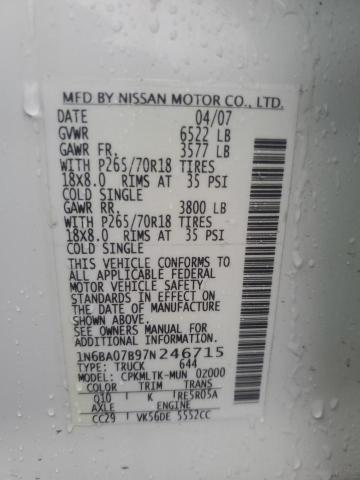 MFD BY NISSAN MOTOR CO., LTD.
DATE 04/07
GVWR 6522 LB
GAWR FR. 3577 LB
WITH P265/70R18 TIRES
18X8.0 RIMS AT 35 PSI
COLD SINGLE
GAWR RR. 3800 LB
WITH P265/70R18 TIRES
18X8.0 RIMS AT 35 PSI
COLD SINGLE
THIS VEHICLE CONFORMS TO
ALL APPLICABLE FEDERAL
MOTOR VEHICLE SAFETY
STANDARDS IN EFFECT ON
THE DATE OF MANUFACTURE
SHOWN ABOVE.
SEE OWNERS MANUAL FOR
ADDITIONAL INFORMATION.
1N6BA07B97N246715
TYPE: TRUCK 644
MODEL: CPKMLTK-MUN 02000
COLOR TRIM TRANS
Q10 K RE5R05A
AXLE ENGINE
CC29 VK56DE 5552CC